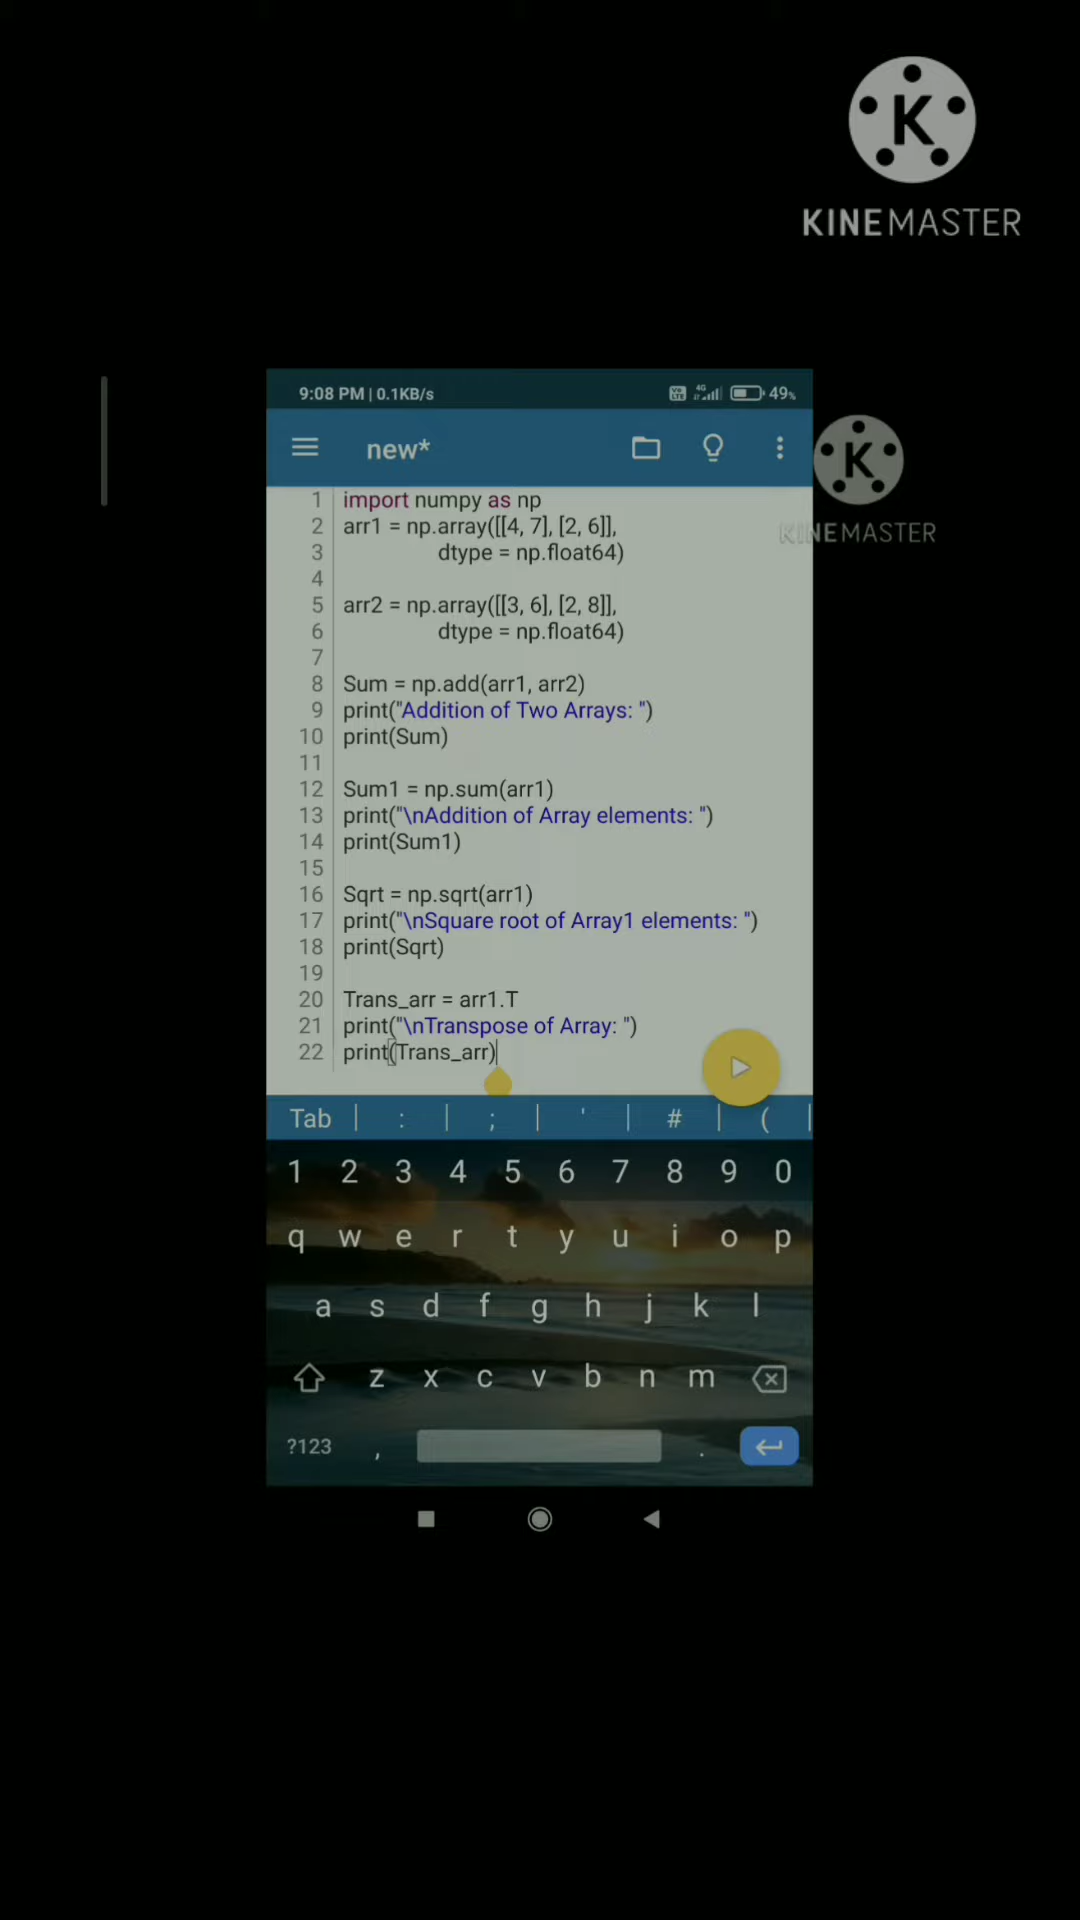 K
KINEMASTER
9:08 PM | 0.1KB/s
Vo LTE 4G 49%
new*
K
KINEMASTER
1 import numpy as np
2 arr1 = np.array([[4, 7], [2, 6]],
3 dtype = np.float64)
4
5 arr2 = np.array([[3, 6], [2, 8]],
6 dtype = np.float64)
7
8 Sum = np.add(arr1, arr2)
9 print("Addition of Two Arrays: ")
10 print(Sum)
11
12 Sum1 = np.sum(arr1)
13 print("\nAddition of Array elements: ")
14 print(Sum1)
15
16 Sqrt = np.sqrt(arr1)
17 print("\nSquare root of Array1 elements: ")
18 print(Sqrt)
19
20 Trans_arr = arr1.T
21 print("\nTranspose of Array: ")
22 print(Trans_arr)
Tab | : | ; | ' | # | ( |
1 2 3 4 5 6 7 8 9 0
q w e r t y u i o p
a s d f g h j k l
z x c v b n m
?123 , .